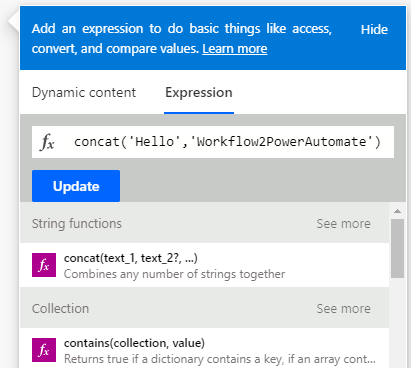 Add an expression to do basic things like access, Hide
convert, and compare values. Learn more
Dynamic content Expression
fx concat('Hello','Workflow2PowerAutomate')
Update
String functions See more
fx concat(text_1, text_2?, ...)
Combines any number of strings together
Collection See more
fx contains(collection, value)
Returns true if a dictionary contains a key, if an array cont...